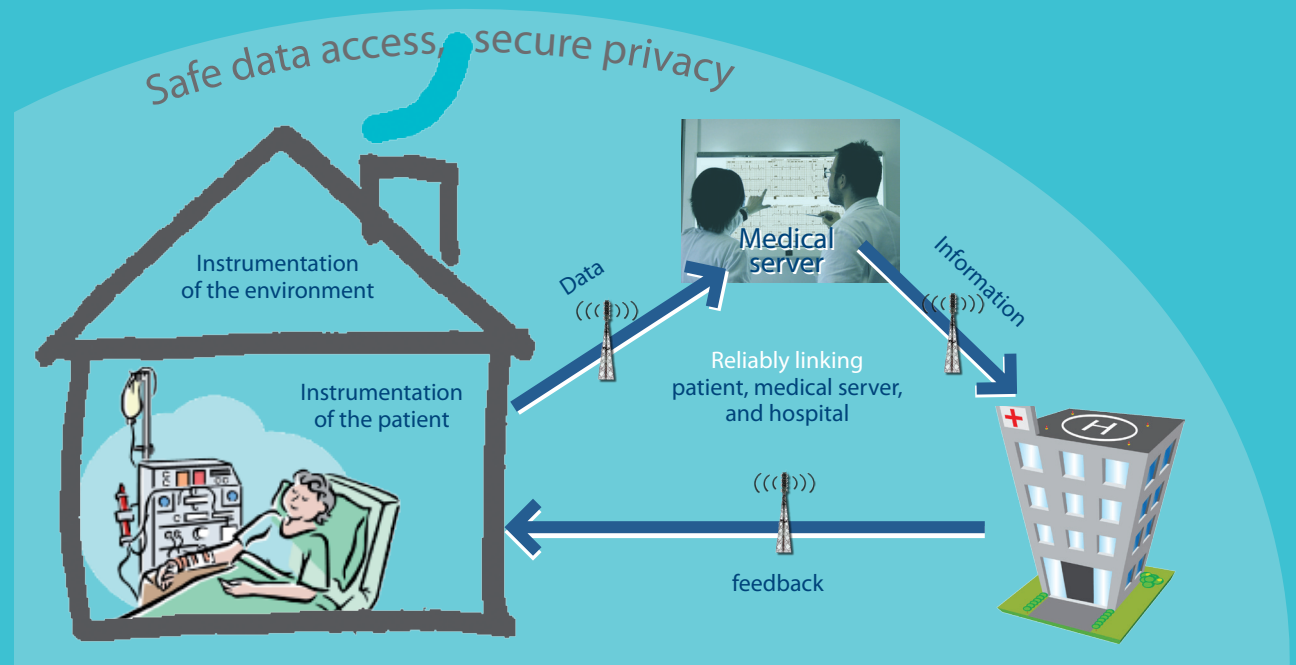 Safe data access, secure privacy
Instrumentation
of the environment
Instrumentation
of the patient
Data
Medical
server
Information
Reliably linking
patient, medical server,
and hospital
H
feedback